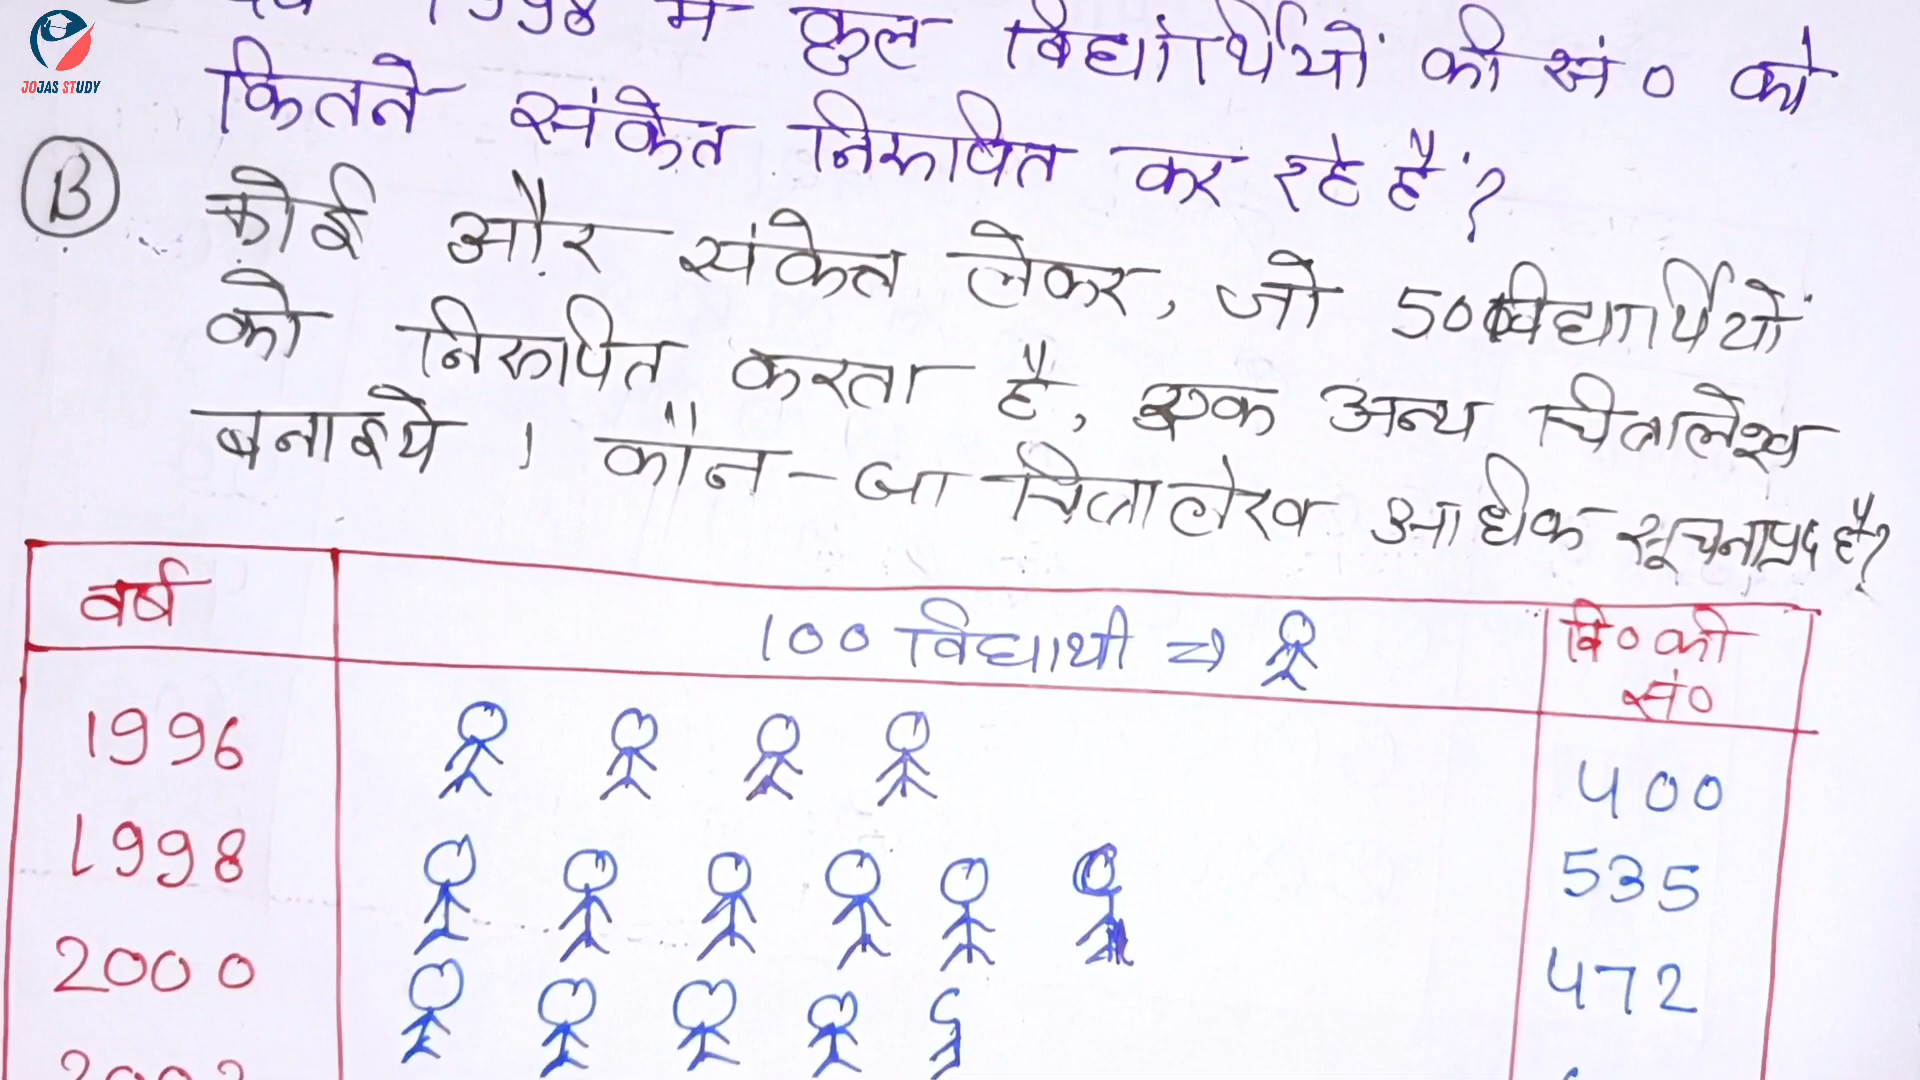 JOJAS STUDY
1998 में कुल विद्यार्थियों की सं० को
कितने संकेत निरूपित कर रहे हैं?
B कोई और संकेत लेकर, जो 50 विद्यार्थियों
को निरूपित करता है, एक अन्य चित्रालेख
बनाइये । कौन-सा चित्रालेख अधिक सूचनाप्रद है?
वर्ष 100 विद्यार्थी ⇒ वि० की सं०
1996 400
1998 535
2000 472